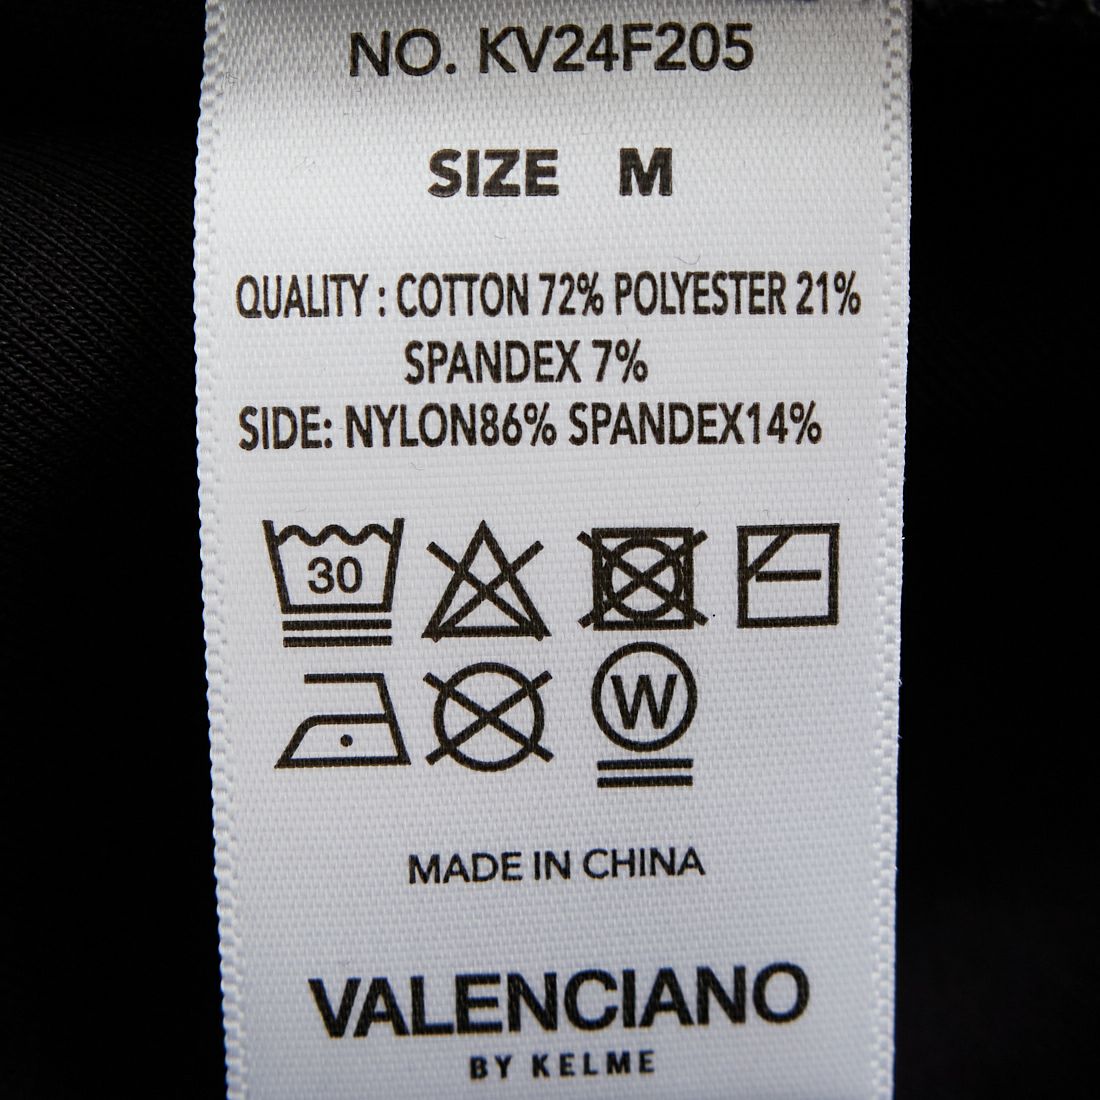 NO. KV24F205
SIZE M
QUALITY : COTTON 72% POLYESTER 21%
SPANDEX 7%
SIDE: NYLON86% SPANDEX14%
30
W
MADE IN CHINA
VALENCIANO
BY KELME